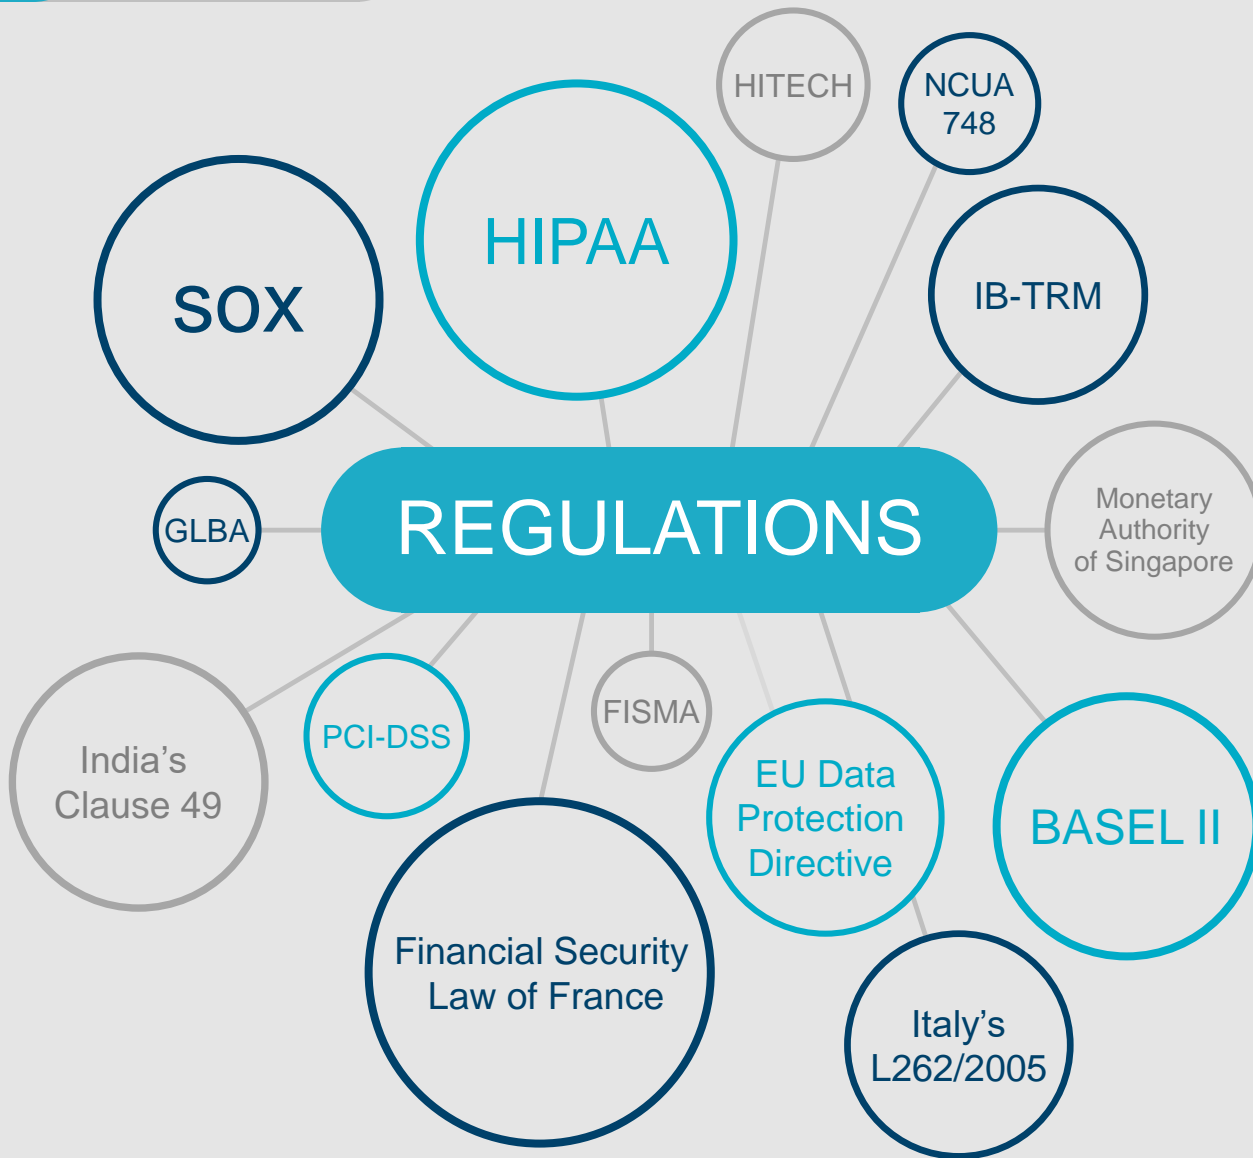 HITECH
NCUA
748
HIPAA
SOX
IB-TRM
REGULATIONS
GLBA
Monetary
Authority
of Singapore
India’s
Clause 49
PCI-DSS
FISMA
EU Data
Protection
Directive
BASEL II
Financial Security
Law of France
Italy’s
L262/2005